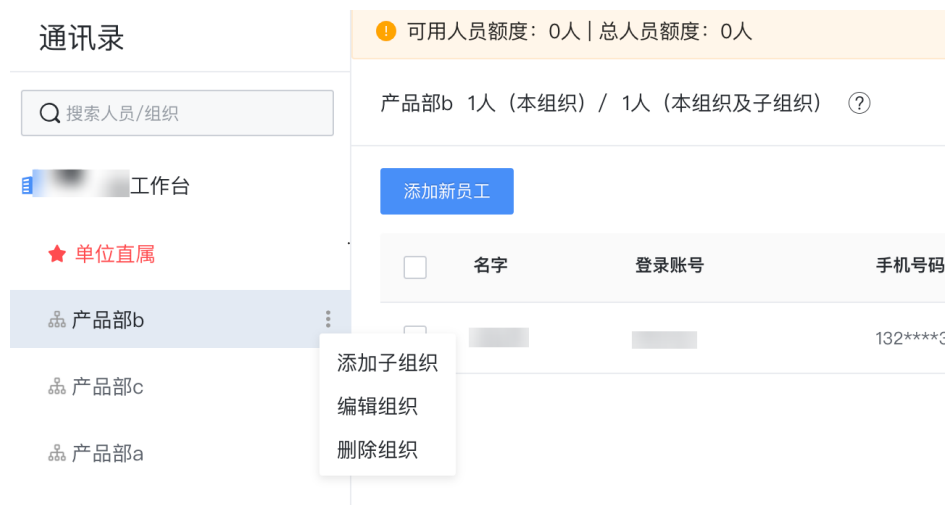 通讯录
可用人员额度：0人 | 总人员额度：0人
搜索人员/组织
产品部b 1人（本组织）/ 1人（本组织及子组织） ?
工作台
添加新员工
单位直属
名字 登录账号 手机号码
产品部b
132****3
添加子组织
产品部c
编辑组织
删除组织
产品部a